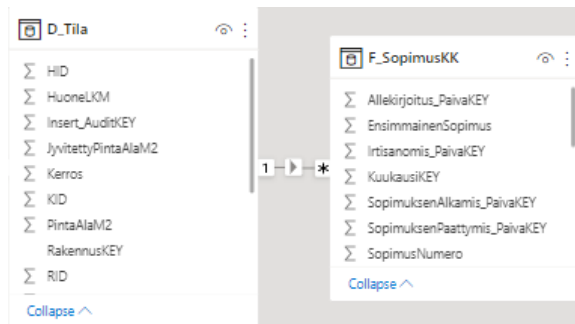 D_Tila
HID
HuoneLKM
Insert_AuditKEY
JyvitettyPintaAlaM2
Kerros
KID
PintaAlaM2
RakennusKEY
RID
Collapse
1
*
F_SopimusKK
Allekirjoitus_PaivaKEY
EnsimmainenSopimus
Irtisanomis_PaivaKEY
KuukausiKEY
SopimuksenAlkamis_PaivaKEY
SopimuksenPaattymis_PaivaKEY
SopimusNumero
Collapse